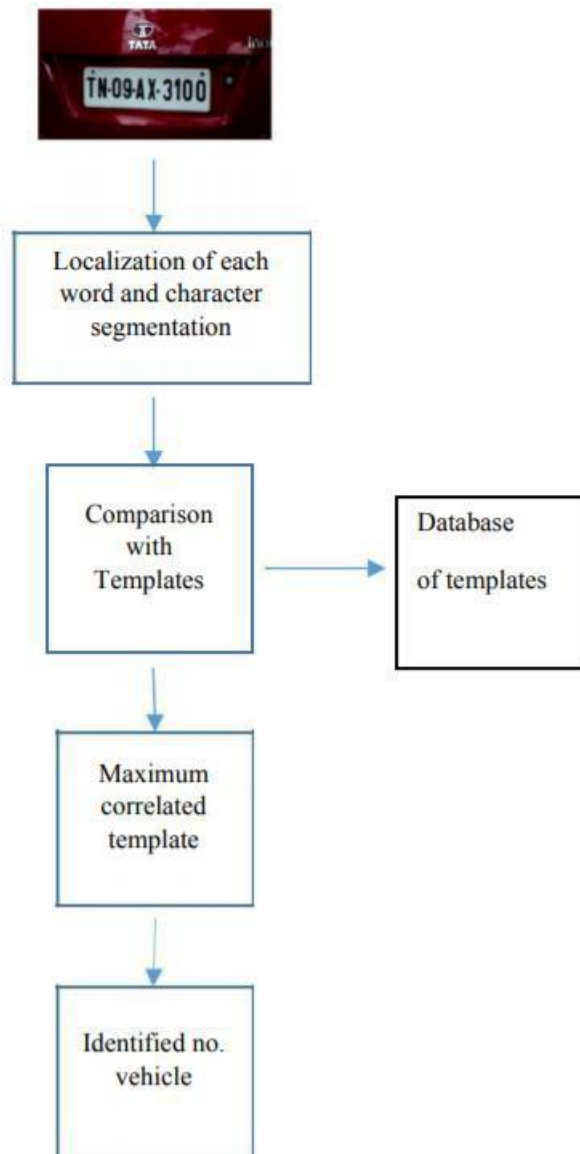 TATA
TN-09-AX-3100
Localization of each
word and character
segmentation
Comparison
with
Templates
Database
of templates
Maximum
correlated
template
Identified no.
vehicle